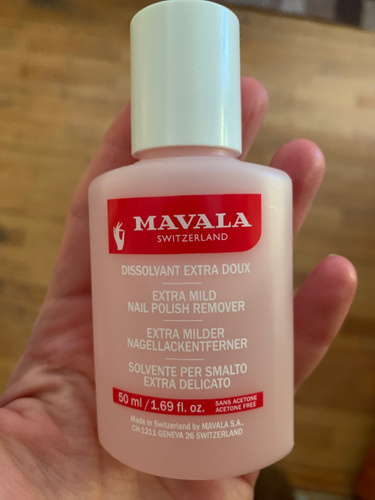 MAVALA
SWITZERLAND
DISSOLVANT EXTRA DOUX
EXTRA MILD
NAIL POLISH REMOVER
EXTRA MILDER
NAGELLACKENTFERNER
SOLVENTE PER SMALTO
EXTRA DELICATO
50 ml / 1.69 fl. oz. SANS ACETONE
ACETONE FREE
Made in Switzerland by MAVALA S.A.,
CH-1211 GENEVA 26 SWITZERLAND